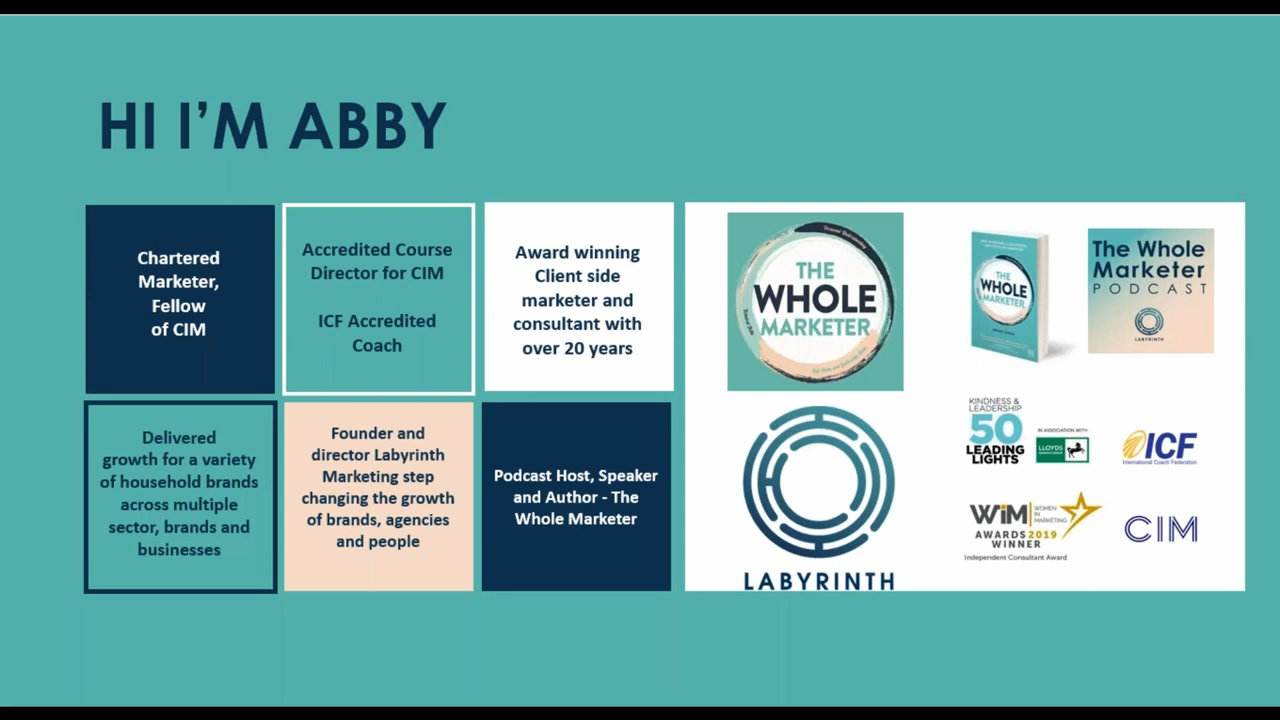 HI I'M ABBY
Chartered
Marketer,
Fellow
of CIM
Accredited Course
Director for CIM
ICF Accredited
Coach
Award winning
Client side
marketer and
consultant with
over 20 years
Delivered
growth for a variety
of household brands
across multiple
sector, brands and
businesses
Founder and
director Labyrinth
Marketing step
changing the growth
of brands, agencies
and people
Podcast Host, Speaker
and Author - The
Whole Marketer
THE
WHOLE
MARKETER
THE
WHOLE
MARKETER
The Whole
Marketer
PODCAST
LABYRINTH
LABYRINTH
KINDNESS &
LEADERSHIP
50
LEADING
LIGHTS
IN ASSOCIATION WITH
LLOYDS
ICF
International Coach Federation
WiM
WOMEN
IN
MARKETING
AWARDS 2019
WINNER
Independent Consultant Award
CIM